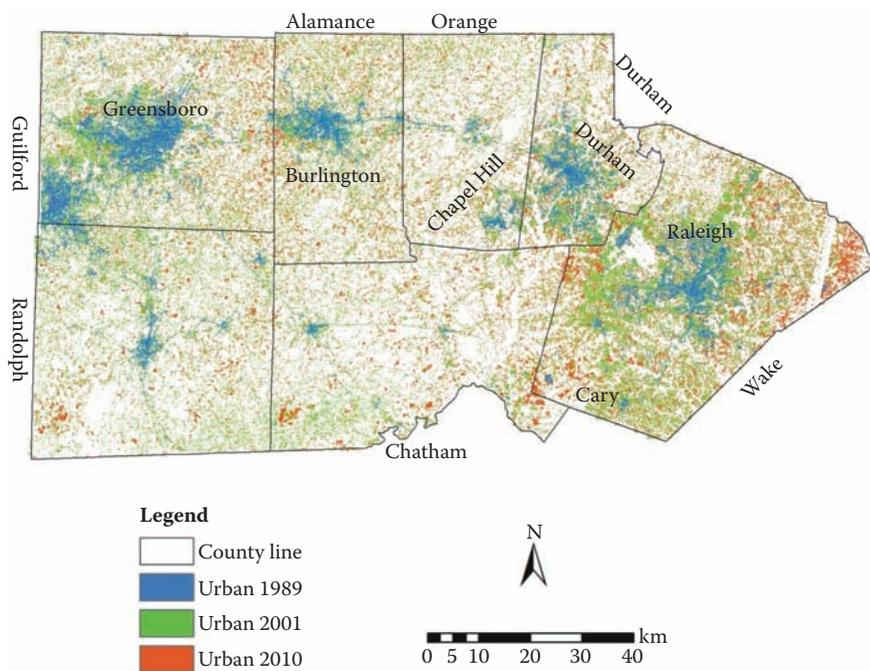 Alamance
Orange
Durham
Guilford
Greensboro
Durham
Burlington
Chapel Hill
Raleigh
Randolph
Wake
Cary
Chatham
Legend
County line
Urban 1989
Urban 2001
Urban 2010
N
km
0 5 10 20 30 40